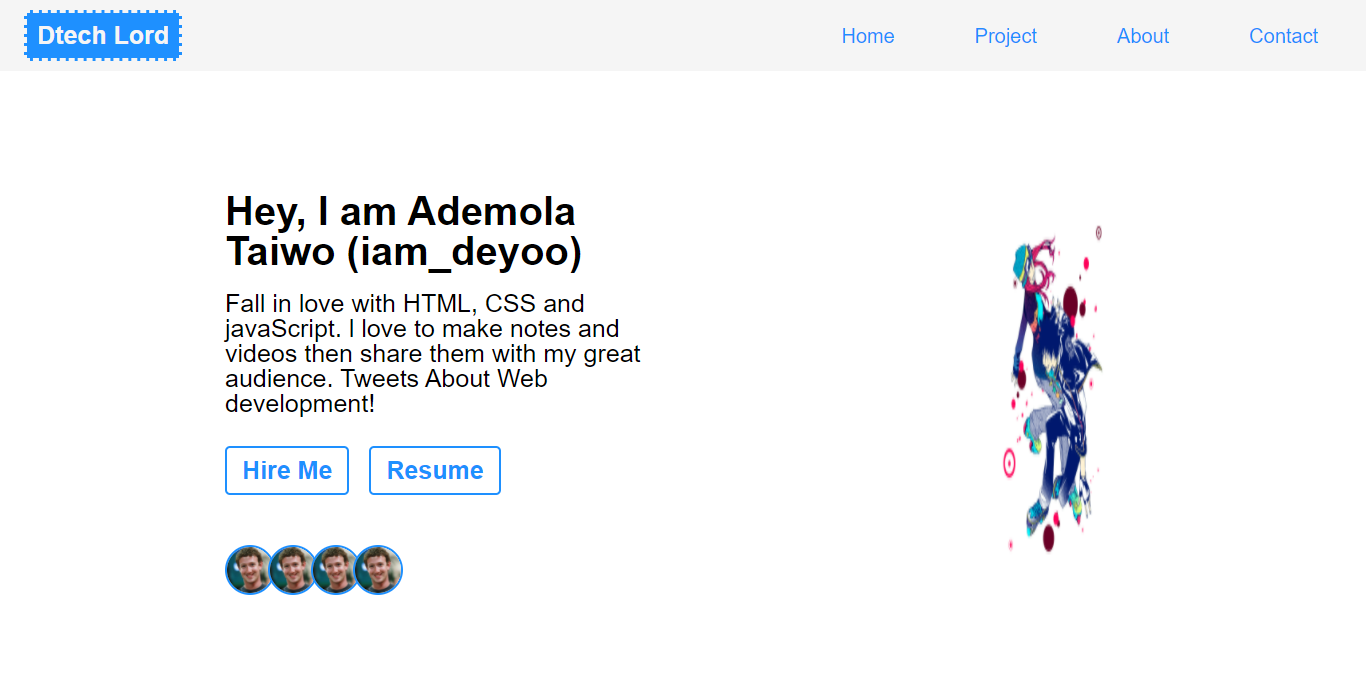 Dtech Lord
Home
Project
About
Contact
Hey, I am Ademola
Taiwo (iam_deyoo)
Fall in love with HTML, CSS and
javaScript. I love to make notes and
videos then share them with my great
audience. Tweets About Web
development!
Hire Me
Resume